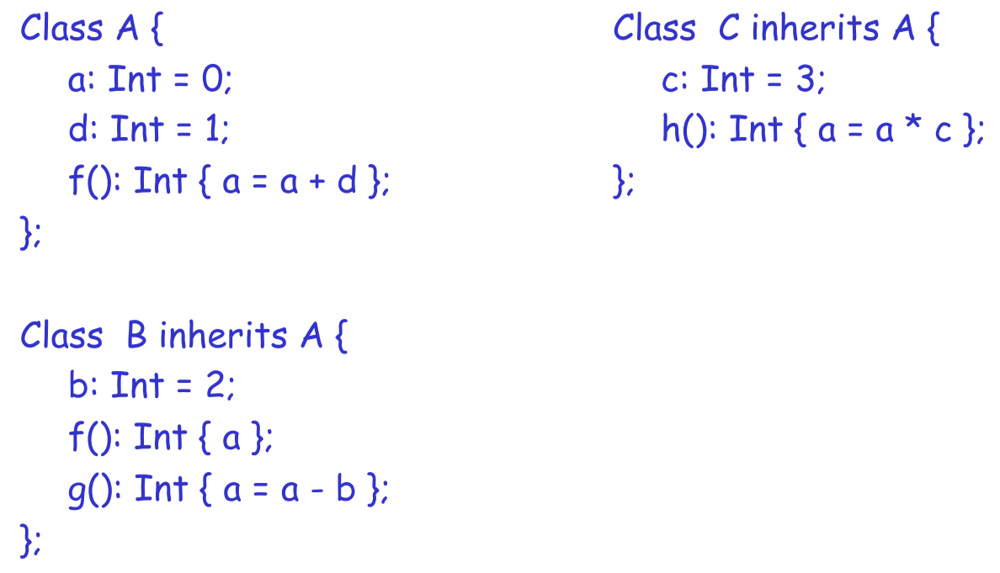 Class A {
a: Int = 0;
d: Int = 1;
f(): Int { a = a + d };
};
Class B inherits A {
b: Int = 2;
f(): Int { a };
g(): Int { a = a - b };
};
Class C inherits A {
c: Int = 3;
h(): Int { a = a * c };
};